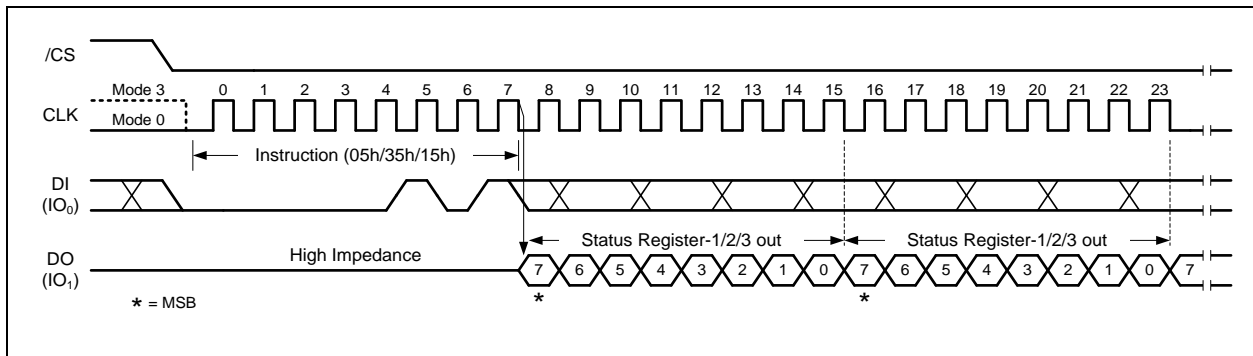 /CS
Mode 3 0 1 2 3 4 5 6 7 8 9 10 11 12 13 14 15 16 17 18 19 20 21 22 23
CLK
Mode 0
Instruction (05h/35h/15h)
DI
(IO0)
Status Register-1/2/3 out Status Register-1/2/3 out
High Impedance
DO
(IO1)
7 6 5 4 3 2 1 0 7 6 5 4 3 2 1 0 7
* *
* = MSB